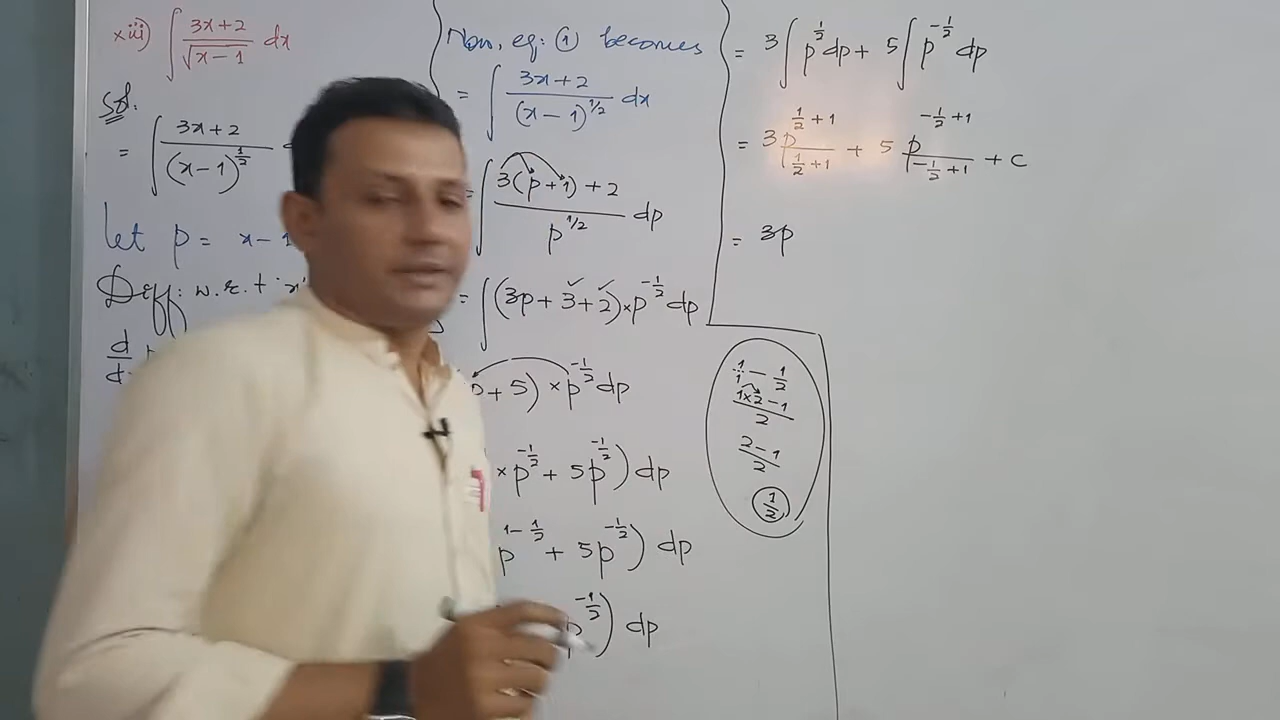 xiii) ∫ 3x+2 / √(x-1) dx
Sol:
= ∫ 3x+2 / (x-1)^(1/2)
let p = x-1
Diff: w.r.t 'x'
d
Now, eq: ① becomes
= ∫ 3x+2 / (x-1)^(1/2) dx
= ∫ 3(p+1)+2 / p^(1/2) dp
= ∫ (3p+3+2)×p^(-1/2) dp
+5) × p^(-1/2) dp
× p^(-1/2) + 5p^(-1/2)) dp
p^(1-1/2) + 5p^(-1/2)) dp
p^(-1/2)) dp
= 3∫ p^(1/2) dp + 5∫ p^(-1/2) dp
= 3 p^(1/2+1) / (1/2+1) + 5 p^(-1/2+1) / (-1/2+1) + c
= 3p
1/1 - 1/2
1×2-1 / 2
2-1 / 2
1/2